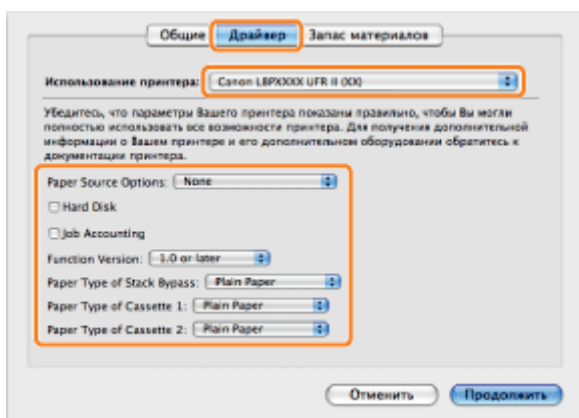 Общие Драйвер Запас материалов
Использование принтера: Canon LBPXXXX UFR II (XX)
Убедитесь, что параметры Вашего принтера показаны правильно, чтобы Вы могли
полностью использовать все возможности принтера. Для получения дополнительной
информации о Вашем принтере и его дополнительном оборудовании обратитесь к
документации принтера.
Paper Source Options: None
Hard Disk
Job Accounting
Function Version: 1.0 or later
Paper Type of Stack Bypass: Plain Paper
Paper Type of Cassette 1: Plain Paper
Paper Type of Cassette 2: Plain Paper
Отменить Продолжить